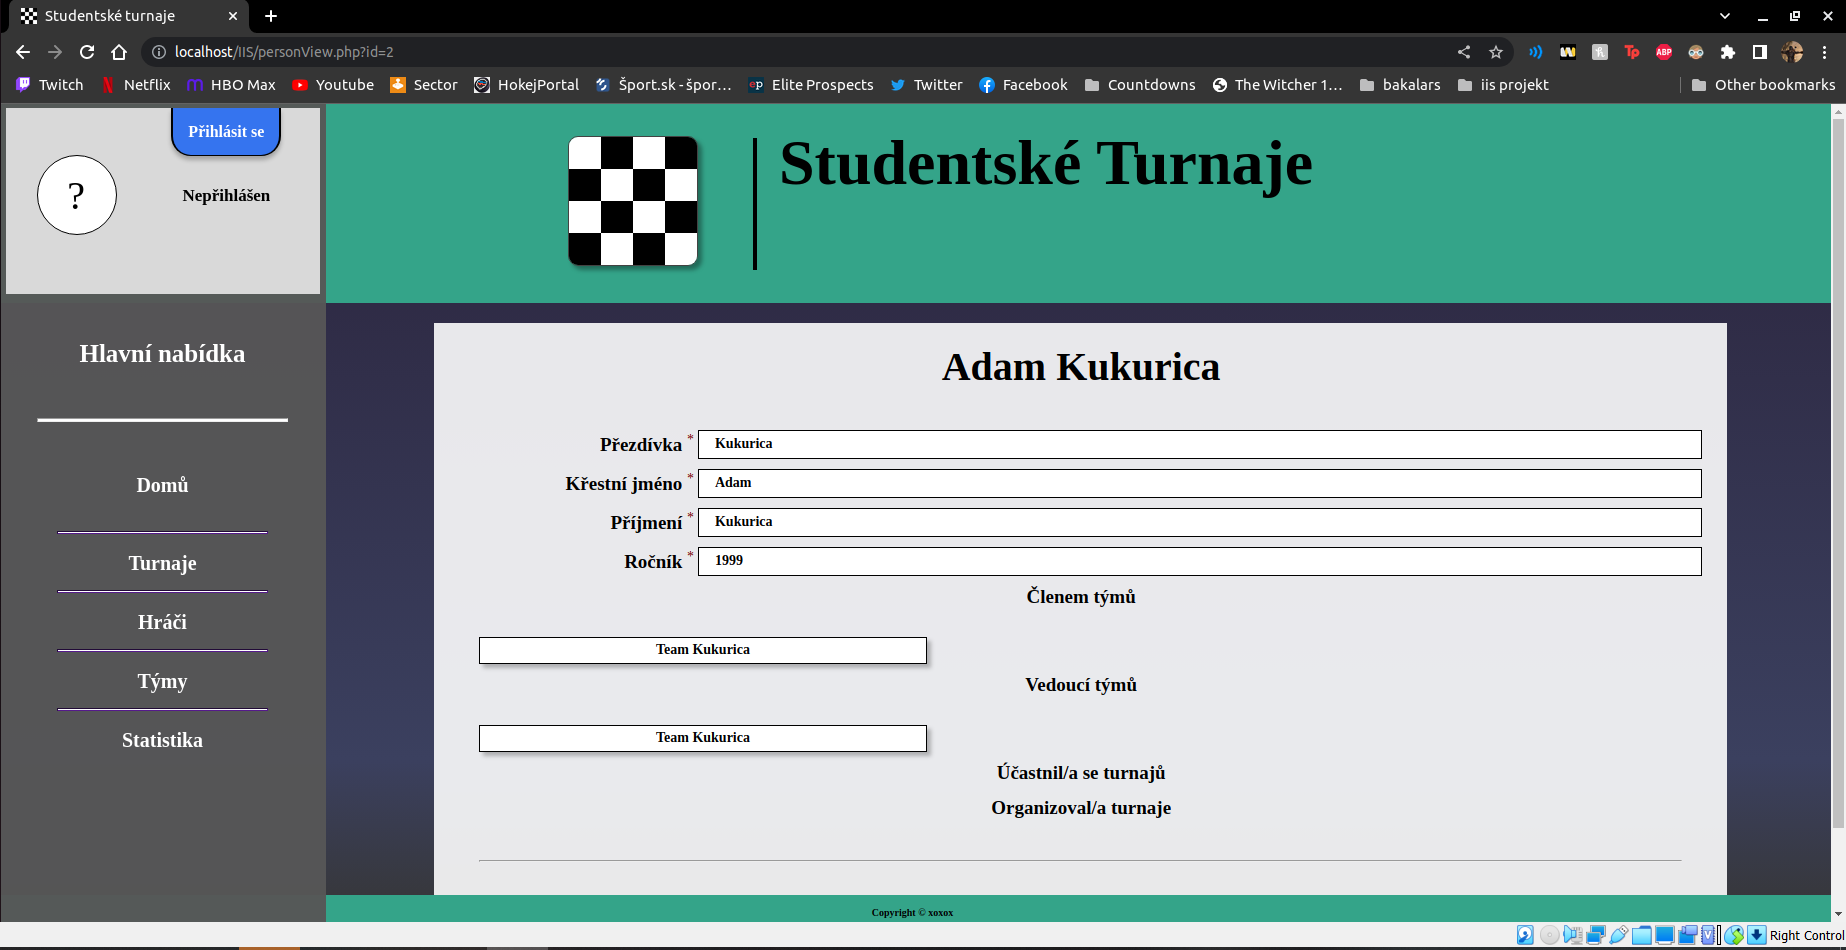 Studentské turnaje
localhost/IIS/personView.php?id=2
Twitch Netflix HBO Max Youtube Sector HokejPortal Šport.sk - špor... Elite Prospects Twitter Facebook Countdowns The Witcher 1... bakalars iis projekt Other bookmarks
Přihlásit se
?
Nepřihlášen
Studentské Turnaje
Hlavní nabídka
Domů
Turnaje
Hráči
Týmy
Statistika
Adam Kukurica
Přezdívka * Kukurica
Křestní jméno * Adam
Příjmení * Kukurica
Ročník * 1999
Členem týmů
Team Kukurica
Vedoucí týmů
Team Kukurica
Účastnil/a se turnajů
Organizoval/a turnaje
Copyright © xoxox
Right Control